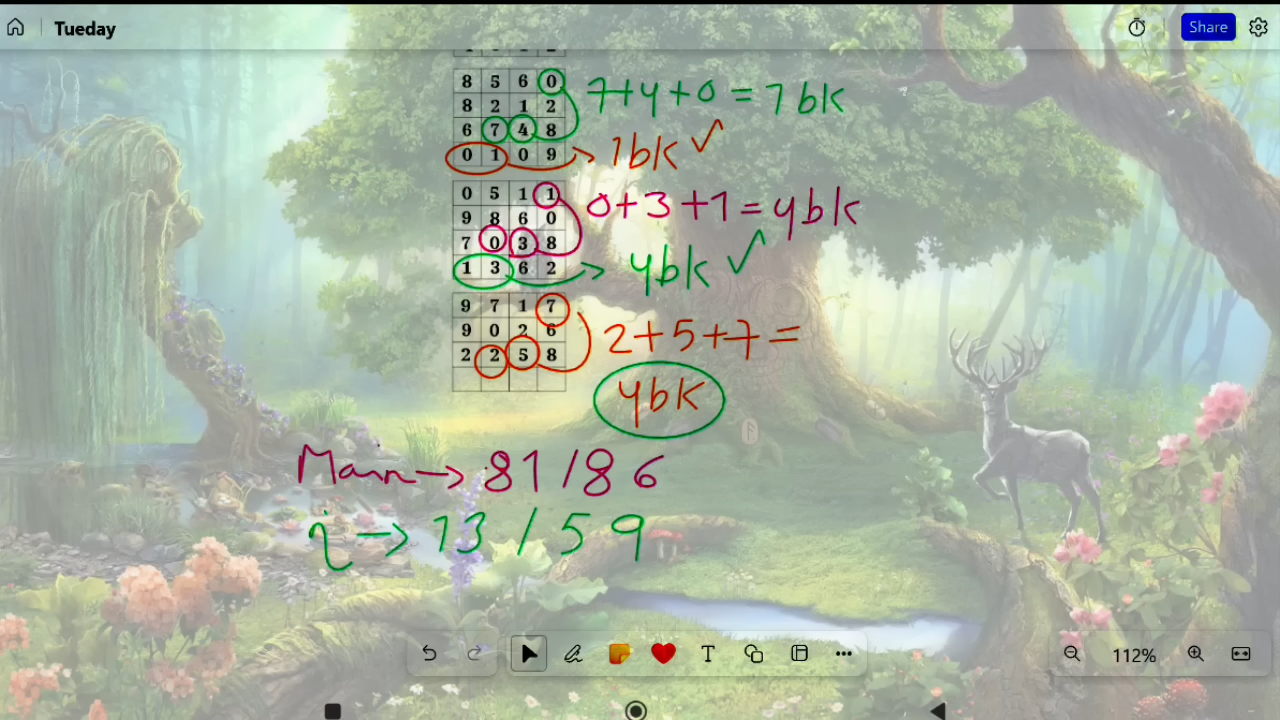 Tueday
Share
8 5 6 0
8 2 1 2
6 7 4 8
0 1 0 9
7+4+0 = 1bk
→ 1bk ✓
0 5 1 1
9 8 6 0
7 0 3 8
1 3 6 2
0+3+1=4bk
→ 4bk ✓
9 7 1 7
9 0 2 6
2 2 5 8
2+5+7=
4bk
Main → 81/86
i → 13/59
T
112%